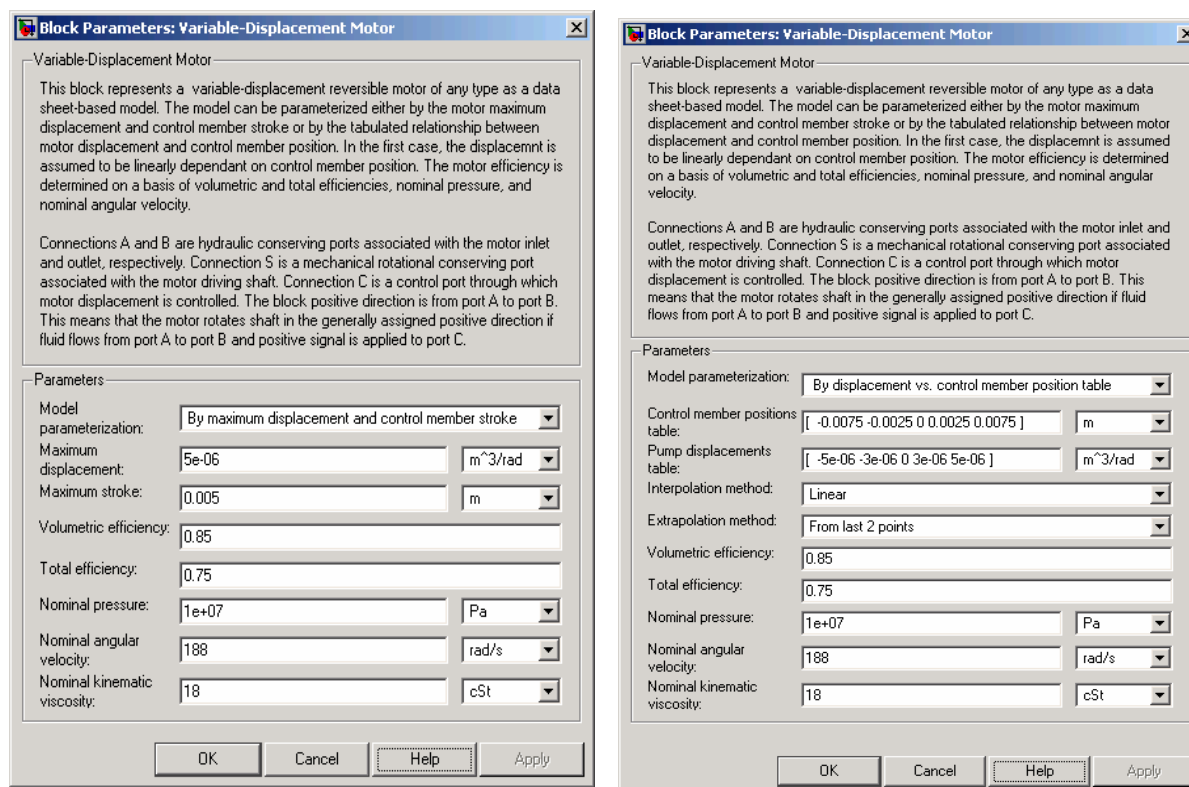 Block Parameters: Variable-Displacement Motor
Variable-Displacement Motor
This block represents a variable-displacement reversible motor of any type as a data
sheet-based model. The model can be parameterized either by the motor maximum
displacement and control member stroke or by the tabulated relationship between
motor displacement and control member position. In the first case, the displacemnt is
assumed to be linearly dependant on control member position. The motor efficiency is
determined on a basis of volumetric and total efficiencies, nominal pressure, and
nominal angular velocity.
Connections A and B are hydraulic conserving ports associated with the motor inlet
and outlet, respectively. Connection S is a mechanical rotational conserving port
associated with the motor driving shaft. Connection C is a control port through which
motor displacement is controlled. The block positive direction is from port A to port B.
This means that the motor rotates shaft in the generally assigned positive direction if
fluid flows from port A to port B and positive signal is applied to port C.
Parameters
Model
parameterization:
By maximum displacement and control member stroke
Maximum
displacement:
5e-06
m^3/rad
Maximum stroke:
0.005
m
Volumetric efficiency:
0.85
Total efficiency:
0.75
Nominal pressure:
1e+07
Pa
Nominal angular
velocity:
188
rad/s
Nominal kinematic
viscosity:
18
cSt
OK
Cancel
Help
Apply
Block Parameters: Variable-Displacement Motor
Variable-Displacement Motor
This block represents a variable-displacement reversible motor of any type as a data
sheet-based model. The model can be parameterized either by the motor maximum
displacement and control member stroke or by the tabulated relationship between motor
displacement and control member position. In the first case, the displacemnt is assumed
to be linearly dependant on control member position. The motor efficiency is determined
on a basis of volumetric and total efficiencies, nominal pressure, and nominal angular
velocity.
Connections A and B are hydraulic conserving ports associated with the motor inlet and
outlet, respectively. Connection S is a mechanical rotational conserving port associated
with the motor driving shaft. Connection C is a control port through which motor
displacement is controlled. The block positive direction is from port A to port B. This
means that the motor rotates shaft in the generally assigned positive direction if fluid
flows from port A to port B and positive signal is applied to port C.
Parameters
Model parameterization:
By displacement vs. control member position table
Control member positions
table:
[ -0.0075 -0.0025 0 0.0025 0.0075 ]
m
Pump displacements
table:
[ -5e-06 -3e-06 0 3e-06 5e-06 ]
m^3/rad
Interpolation method:
Linear
Extrapolation method:
From last 2 points
Volumetric efficiency:
0.85
Total efficiency:
0.75
Nominal pressure:
1e+07
Pa
Nominal angular
velocity:
188
rad/s
Nominal kinematic
viscosity:
18
cSt
OK
Cancel
Help
Apply